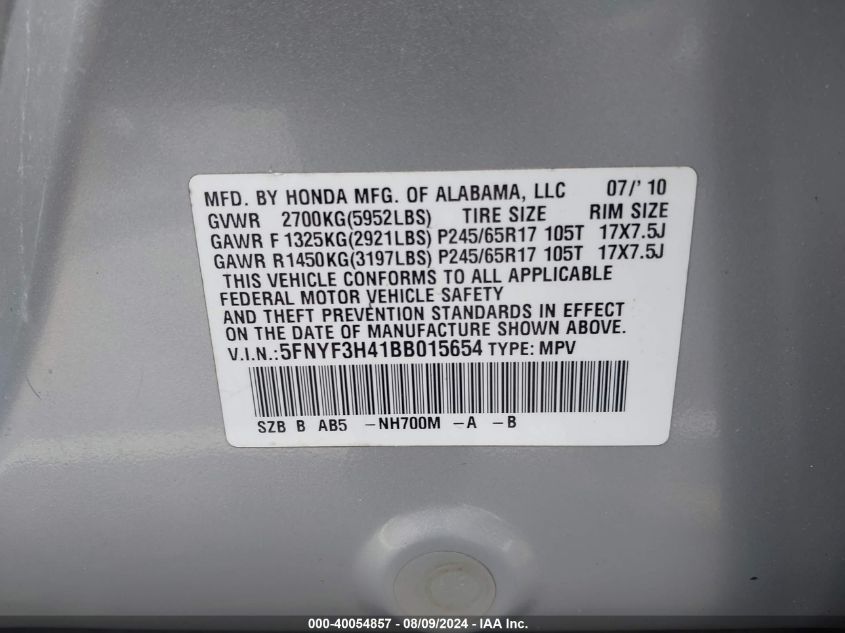 MFD. BY HONDA MFG. OF ALABAMA, LLC 07/'10
GVWR 2700KG(5952LBS) TIRE SIZE RIM SIZE
GAWR F 1325KG(2921LBS) P245/65R17 105T 17X7.5J
GAWR R1450KG(3197LBS) P245/65R17 105T 17X7.5J
THIS VEHICLE CONFORMS TO ALL APPLICABLE
FEDERAL MOTOR VEHICLE SAFETY
AND THEFT PREVENTION STANDARDS IN EFFECT
ON THE DATE OF MANUFACTURE SHOWN ABOVE.
V.I.N.:5FNYF3H41BB015654 TYPE: MPV
SZB B AB5 -NH700M -A -B
000-40054857 - 08/09/2024 - IAA Inc.